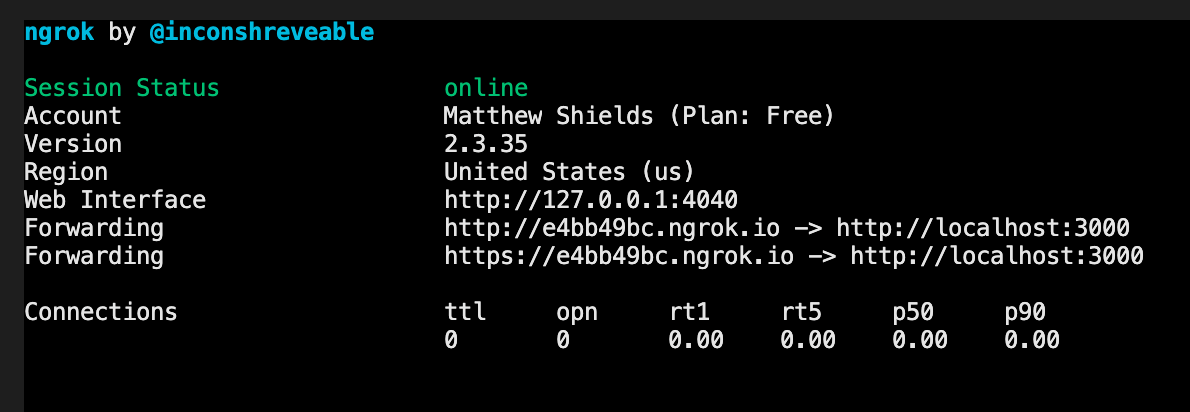 ngrok by @inconshreveable
Session Status online
Account Matthew Shields (Plan: Free)
Version 2.3.35
Region United States (us)
Web Interface http://127.0.0.1:4040
Forwarding http://e4bb49bc.ngrok.io -> http://localhost:3000
Forwarding https://e4bb49bc.ngrok.io -> http://localhost:3000
Connections ttl opn rt1 rt5 p50 p90
0 0 0.00 0.00 0.00 0.00